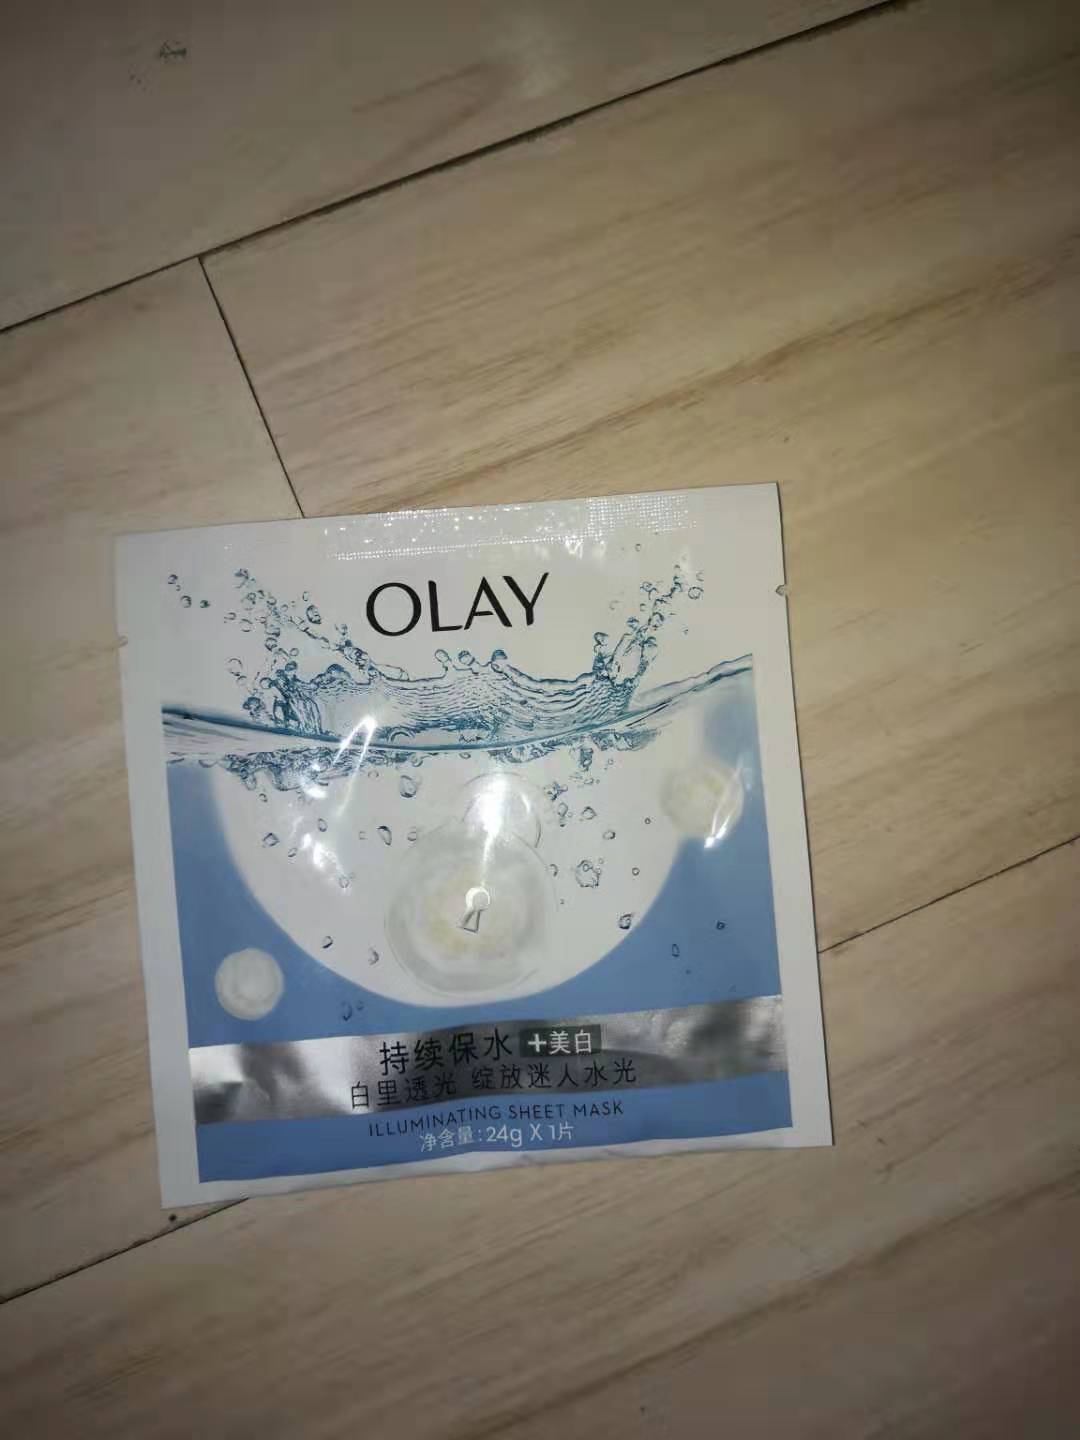 OLAY
持续保水 +美白
白里透光 绽放迷人水光
ILLUMINATING SHEET MASK
净含量:24g X 1片